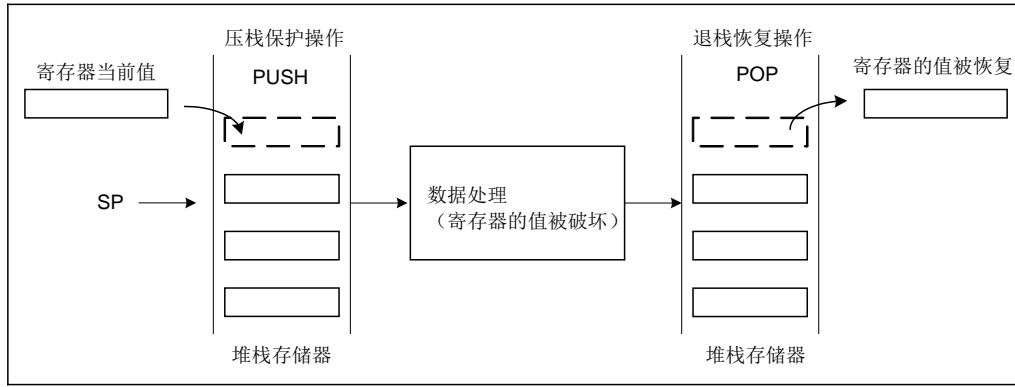 压栈保护操作
退栈恢复操作
寄存器当前值
PUSH
POP
寄存器的值被恢复
SP
数据处理
（寄存器的值被破坏）
堆栈存储器
堆栈存储器